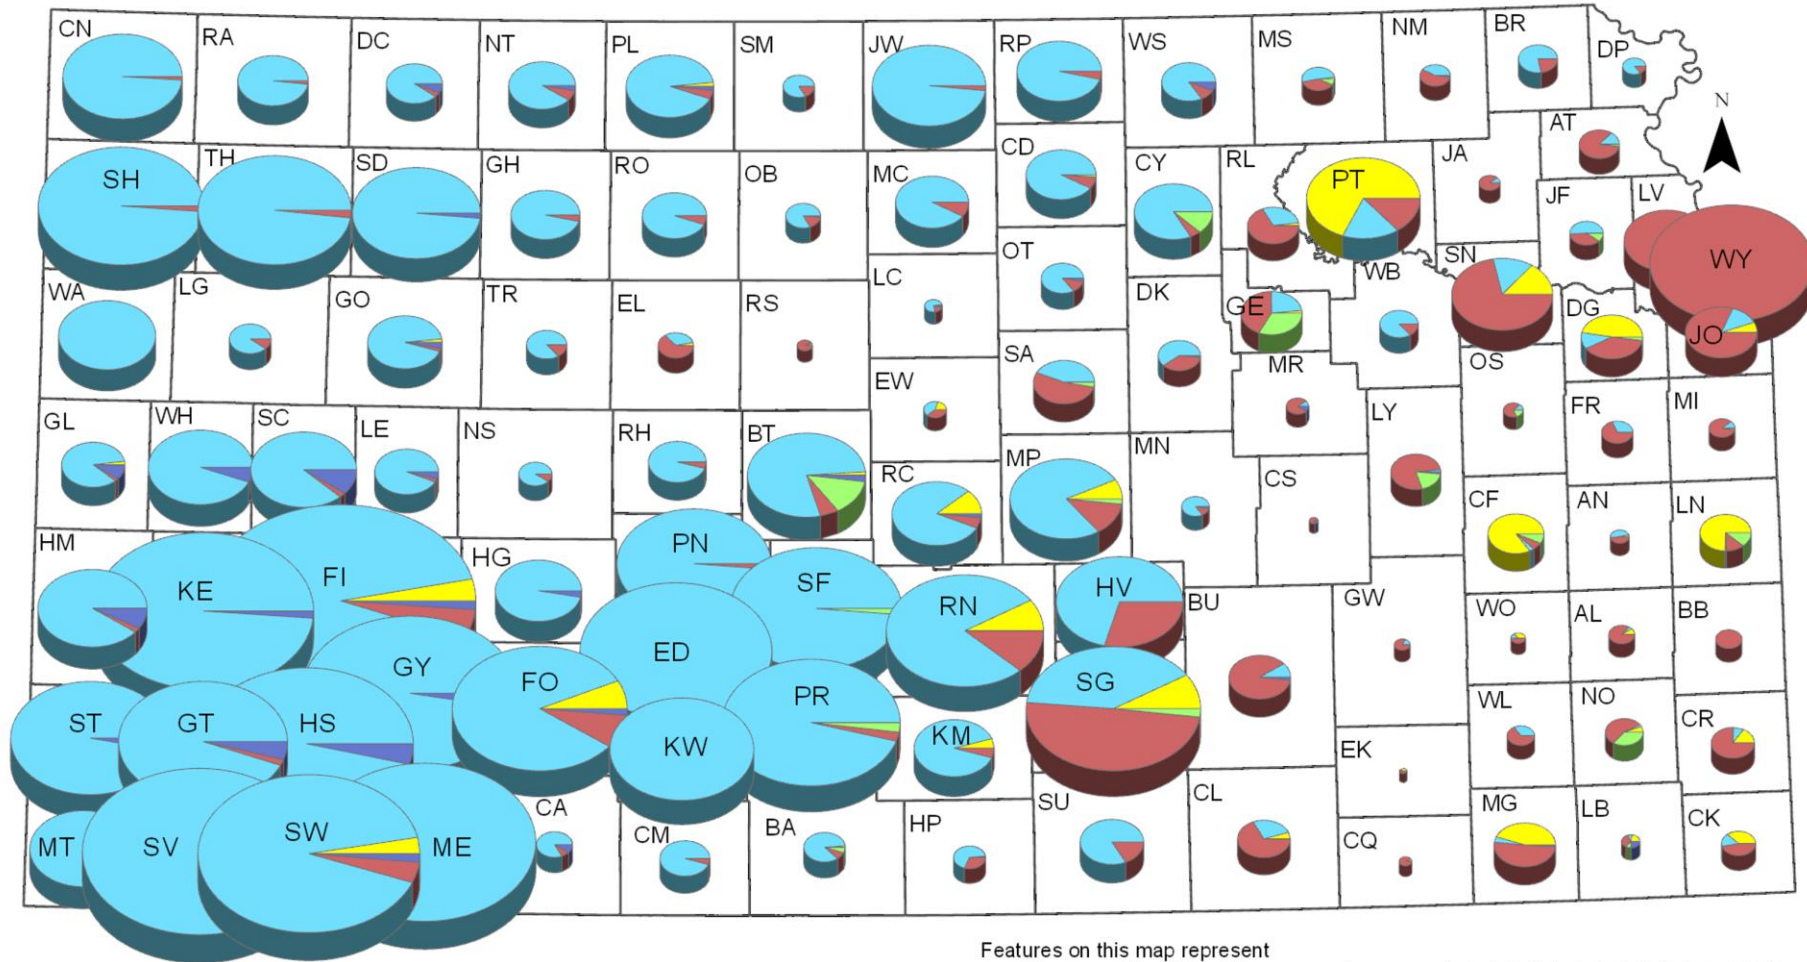 CN RA DC NT PL SM JW RP WS MS NM BR DP
N
SH TH SD GH RO OB MC CD CY RL PT JA AT JF LV
WA LG GO TR EL RS LC OT DK GE WB SN WY
SA MR OS DG JO
GL WH SC LE NS RH BT EW RC MP MN CS LY FR MI
CF AN LN
HM KE FI HG PN SF RN HV BU GW WO AL BB
GY FO ED PR SG
ST GT HS KW KM EK WL NO CR
MT SV SW ME CA CM BA HP SU CL CQ MG LB CK
Features on this map represent